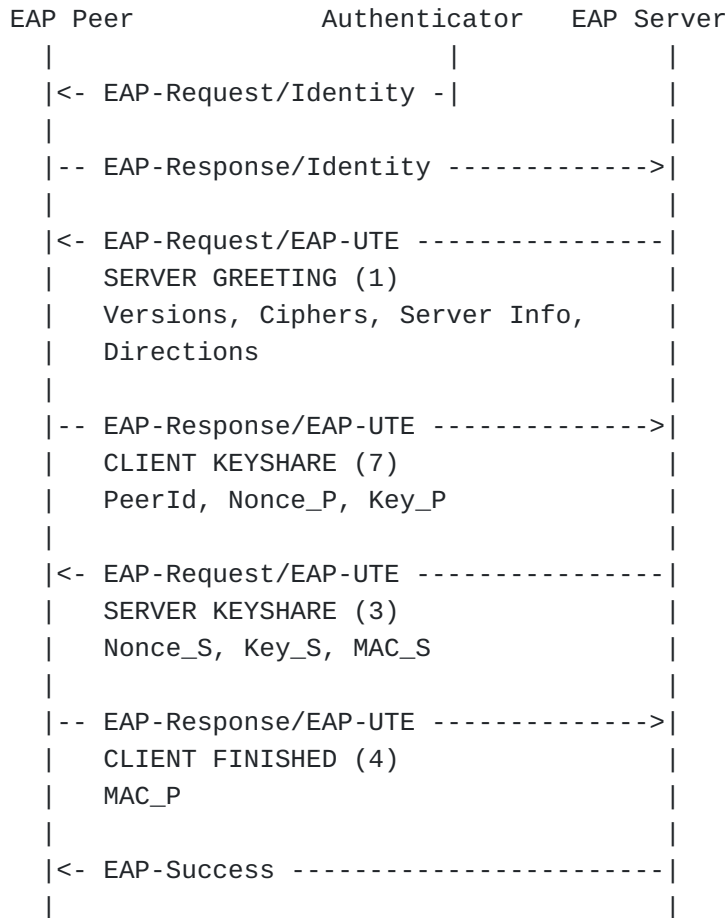 EAP Peer                Authenticator   EAP Server
  |                         |             |
  |<- EAP-Request/Identity -|             |
  |                                       |
  |-- EAP-Response/Identity ------------->|
  |                                       |
  |<- EAP-Request/EAP-UTE ----------------|
  |   SERVER GREETING (1)                 |
  |   Versions, Ciphers, Server Info,     |
  |   Directions                          |
  |                                       |
  |-- EAP-Response/EAP-UTE -------------->|
  |   CLIENT KEYSHARE (7)                 |
  |   PeerId, Nonce_P, Key_P              |
  |                                       |
  |<- EAP-Request/EAP-UTE ----------------|
  |   SERVER KEYSHARE (3)                 |
  |   Nonce_S, Key_S, MAC_S               |
  |                                       |
  |-- EAP-Response/EAP-UTE -------------->|
  |   CLIENT FINISHED (4)                 |
  |   MAC_P                               |
  |                                       |
  |<- EAP-Success ------------------------|
  |                                       |